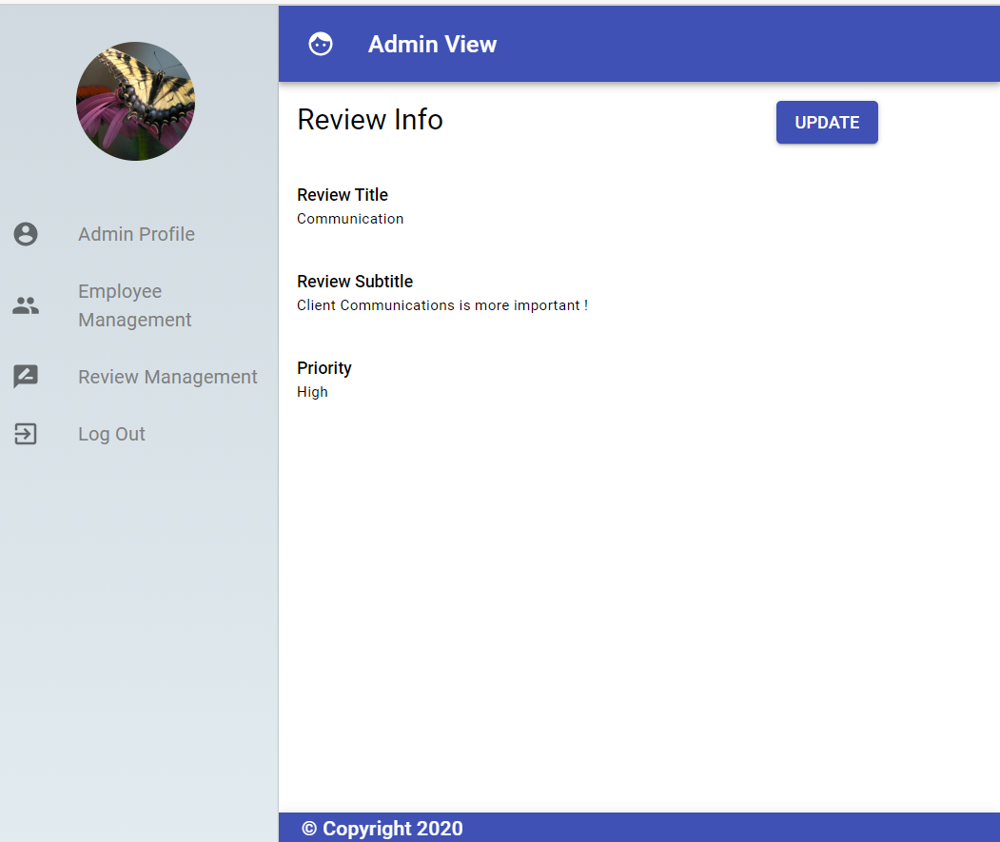 Admin View
Review Info
UPDATE
Admin Profile
Employee
Management
Review Management
Log Out
Review Title
Communication
Review Subtitle
Client Communications is more important !
Priority
High
© Copyright 2020